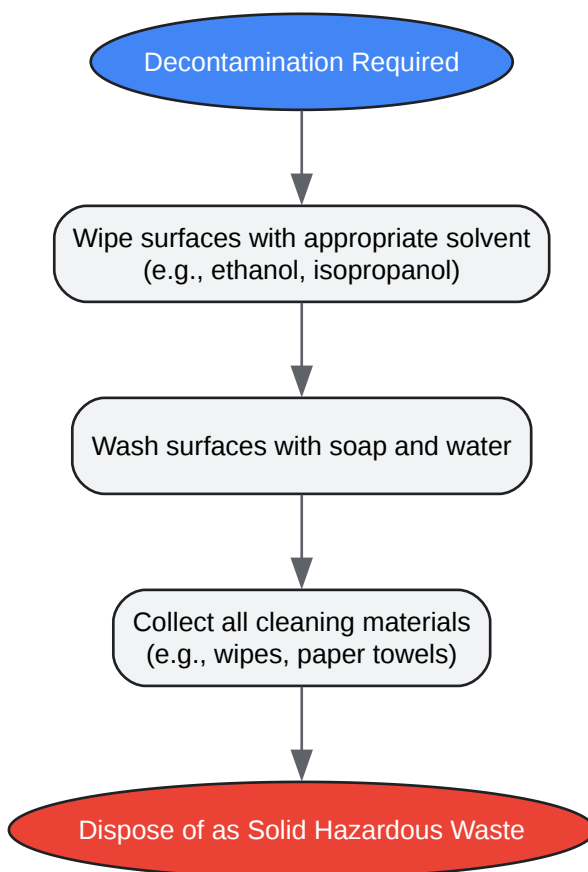 Decontamination Required
Wipe surfaces with appropriate solvent
(e.g., ethanol, isopropanol)
Wash surfaces with soap and water
Collect all cleaning materials
(e.g., wipes, paper towels)
Dispose of as Solid Hazardous Waste